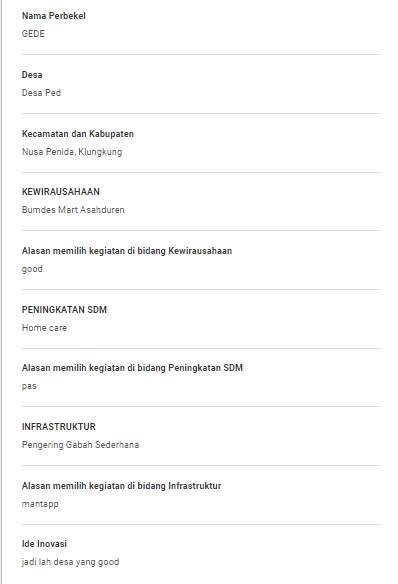 Nama Perbekel
GEDE
Desa
Desa Ped
Kecamatan dan Kabupaten
Nusa Penida, Klungkung
KEWIRAUSAHAAN
Bumdes Mart Asahduren
Alasan memilih kegiatan di bidang Kewirausahaan
good
PENINGKATAN SDM
Home care
Alasan memilih kegiatan di bidang Peningkatan SDM
pas
INFRASTRUKTUR
Pengering Gabah Sederhana
Alasan memilih kegiatan di bidang Infrastruktur
mantapp
Ide Inovasi
jadi lah desa yang good